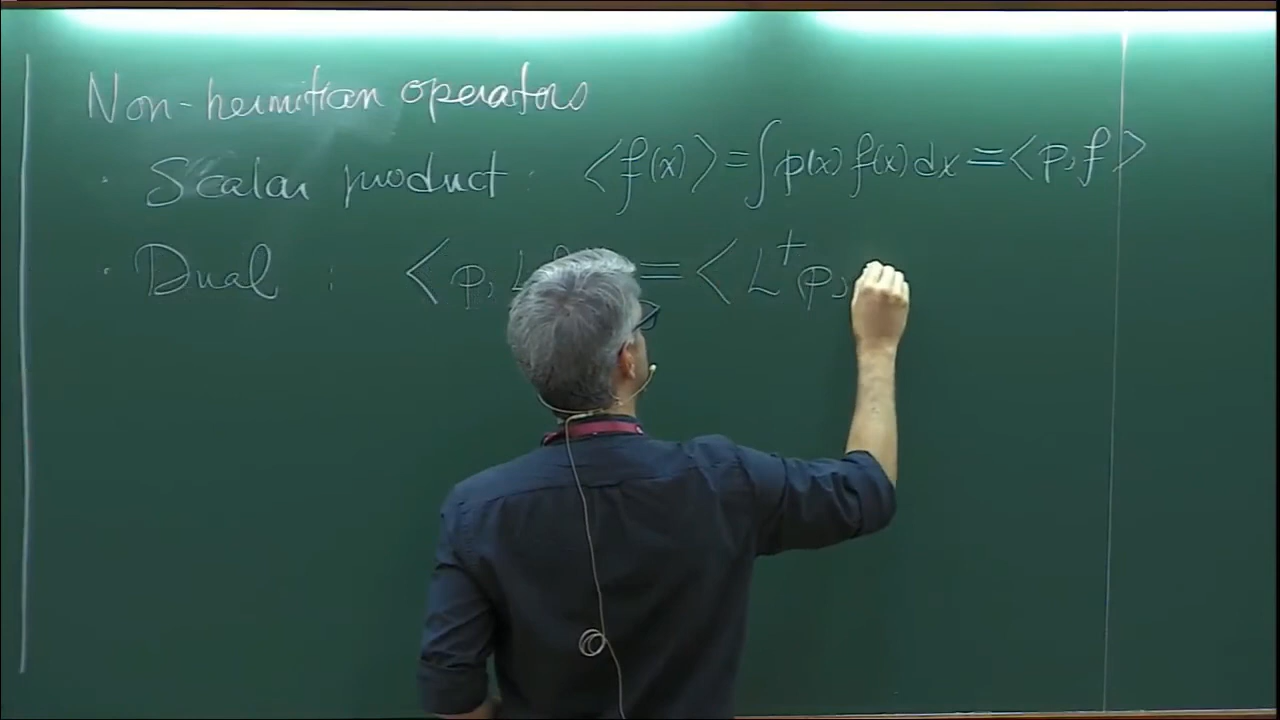 Non-hermitian operators
· Scalar product : <f(x)> = ∫p(x) f(x) dx = <p, f>
· Dual : <p, L = <L⁺p,